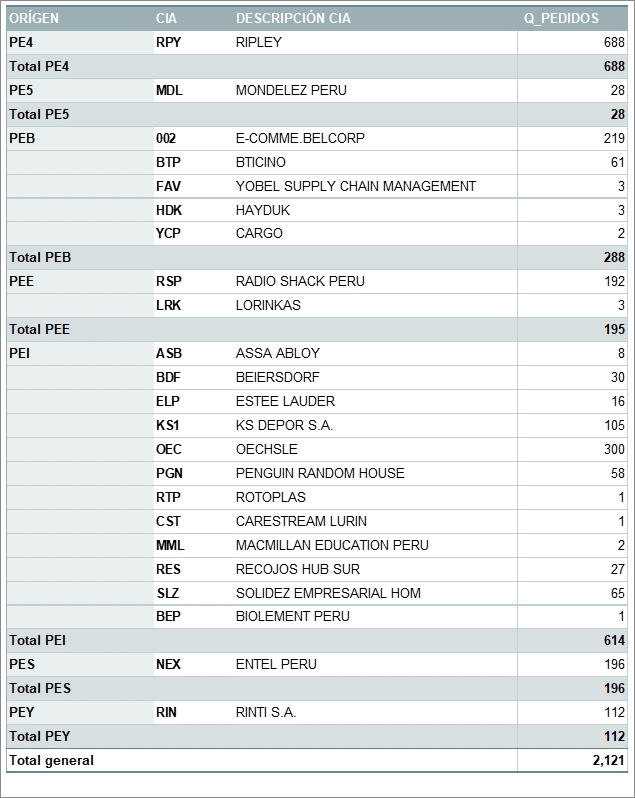 ORÍGEN CIA DESCRIPCIÓN CIA Q_PEDIDOS
PE4 RPY RIPLEY 688
Total PE4 688
PE5 MDL MONDELEZ PERU 28
Total PE5 28
PEB 002 E-COMME.BELCORP 219
BTP BTICINO 61
FAV YOBEL SUPPLY CHAIN MANAGEMENT 3
HDK HAYDUK 3
YCP CARGO 2
Total PEB 288
PEE RSP RADIO SHACK PERU 192
LRK LORINKAS 3
Total PEE 195
PEI ASB ASSA ABLOY 8
BDF BEIERSDORF 30
ELP ESTEE LAUDER 16
KS1 KS DEPOR S.A. 105
OEC OECHSLE 300
PGN PENGUIN RANDOM HOUSE 58
RTP ROTOPLAS 1
CST CARESTREAM LURIN 1
MML MACMILLAN EDUCATION PERU 2
RES RECOJOS HUB SUR 27
SLZ SOLIDEZ EMPRESARIAL HOM 65
BEP BIOLEMENT PERU 1
Total PEI 614
PES NEX ENTEL PERU 196
Total PES 196
PEY RIN RINTI S.A. 112
Total PEY 112
Total general 2,121